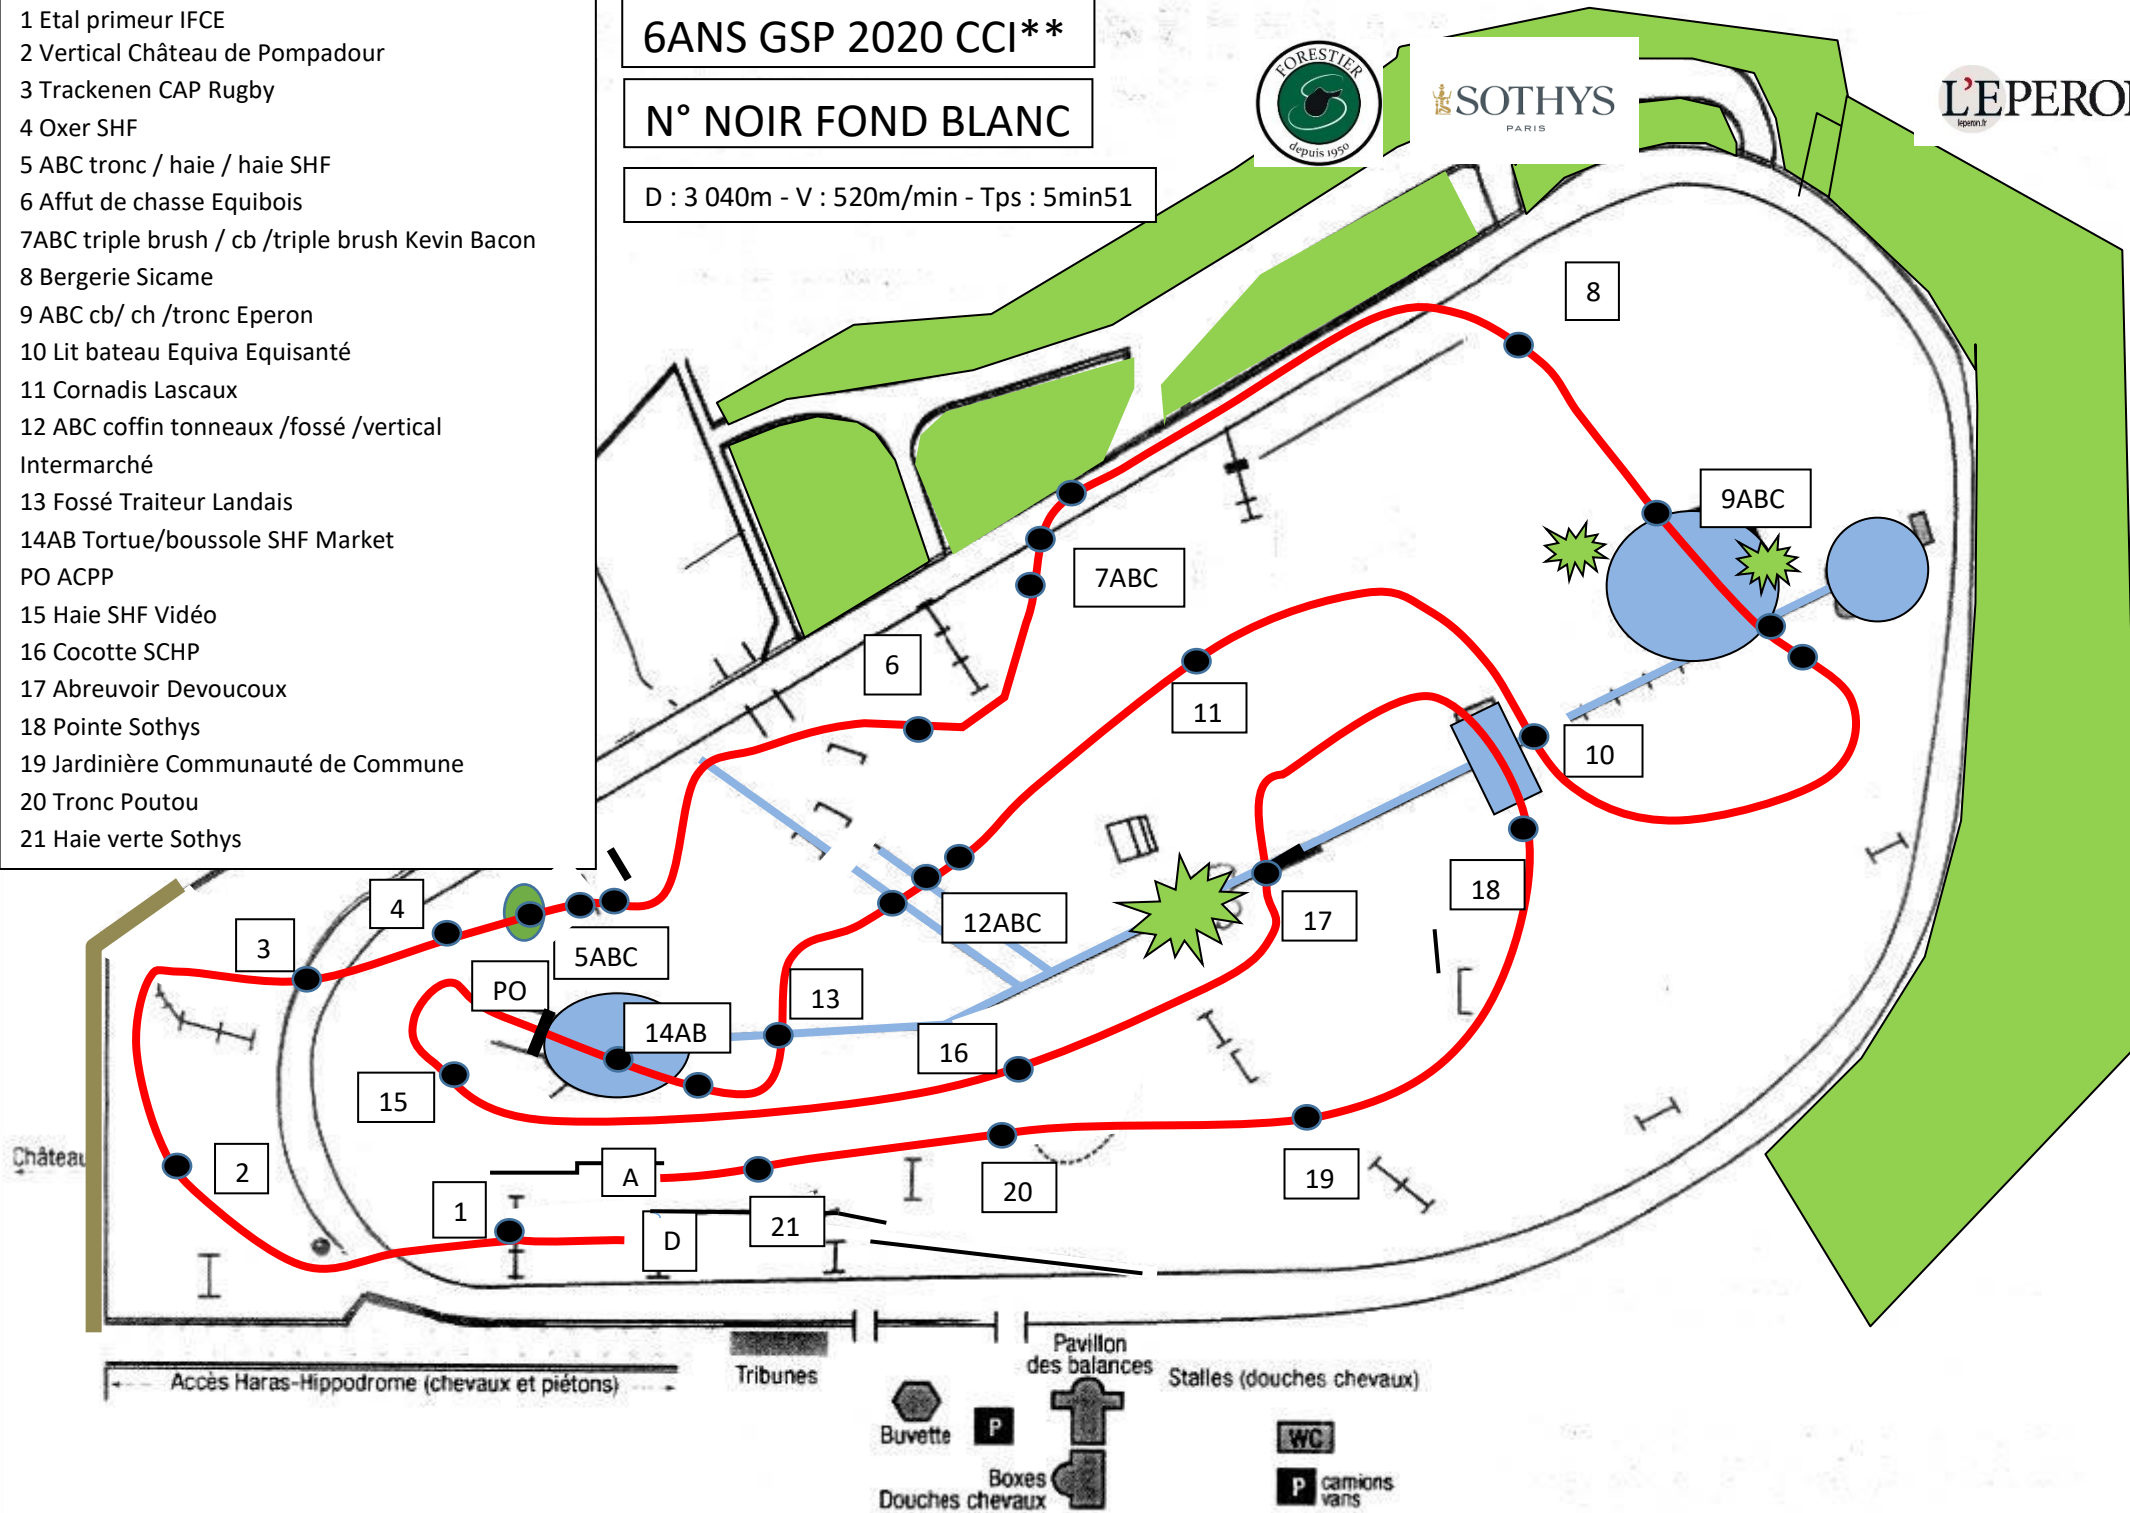 1 Etal primeur IFCE
2 Vertical Château de Pompadour
3 Trackenen CAP Rugby
4 Oxer SHF
5 ABC tronc / haie / haie SHF
6 Affut de chasse Equibois
7ABC triple brush / cb /triple brush Kevin Bacon
8 Bergerie Sicame
9 ABC cb/ ch /tronc Eperon
10 Lit bateau Equiva Equisanté
11 Cornadis Lascaux
12 ABC coffin tonneaux /fossé /vertical
Intermarché
13 Fossé Traiteur Landais
14AB Tortue/boussole SHF Market
PO ACPP
15 Haie SHF Vidéo
16 Cocotte SCHP
17 Abreuvoir Devoucoux
18 Pointe Sothys
19 Jardinière Communauté de Commune
20 Tronc Poutou
21 Haie verte Sothys
6ANS GSP 2020 CCI**
N° NOIR FOND BLANC
D : 3 040m - V : 520m/min - Tps : 5min51
FORESTIER
depuis 1950
SOTHYS
PARIS
L'EPERO
leperon.fr
8
9ABC
7ABC
6
11
10
4
18
12ABC
17
3
5ABC
PO
13
14AB
16
15
Château
2
A
20
19
1
21
D
Accès Haras-Hippodrome (chevaux et piétons)
Tribunes
Pavillon
des balances
Stalles (douches chevaux)
Buvette
P
WC
Boxes
Douches chevaux
P
camions
vans